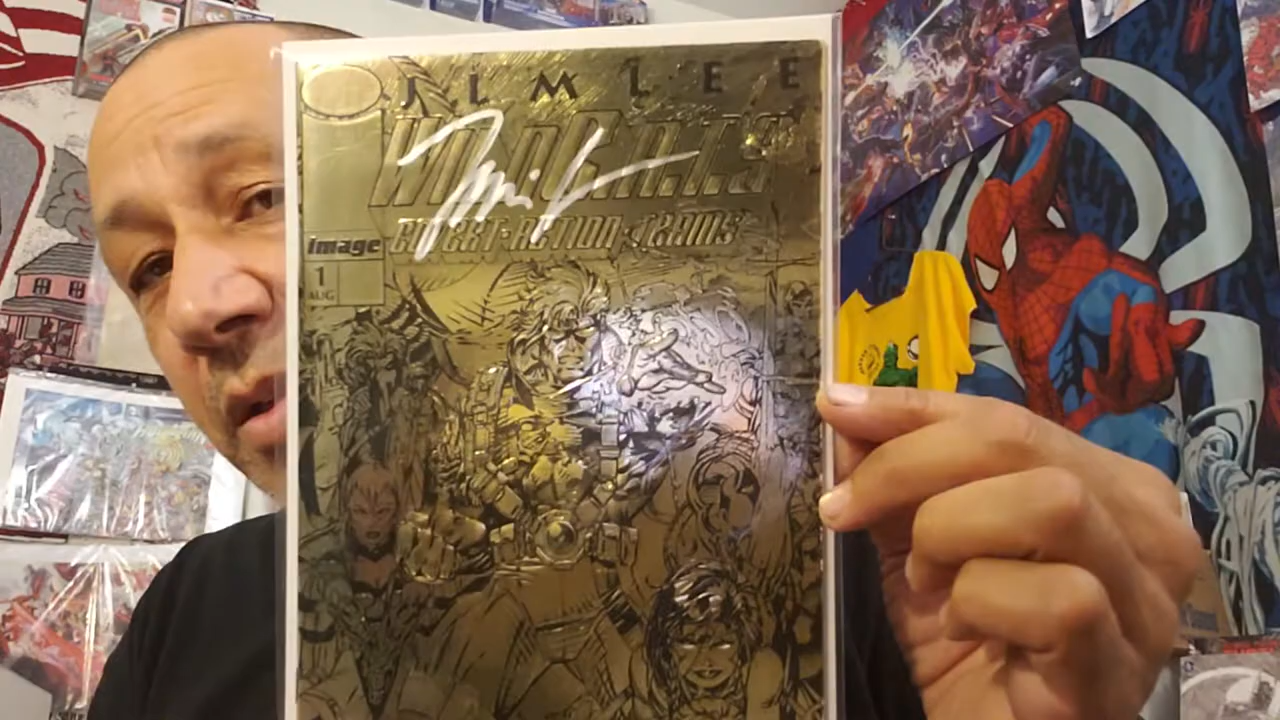 JIM LEE
WILDC.A.T.S
COVERT-ACTION-TEAMS
image
1
AUG